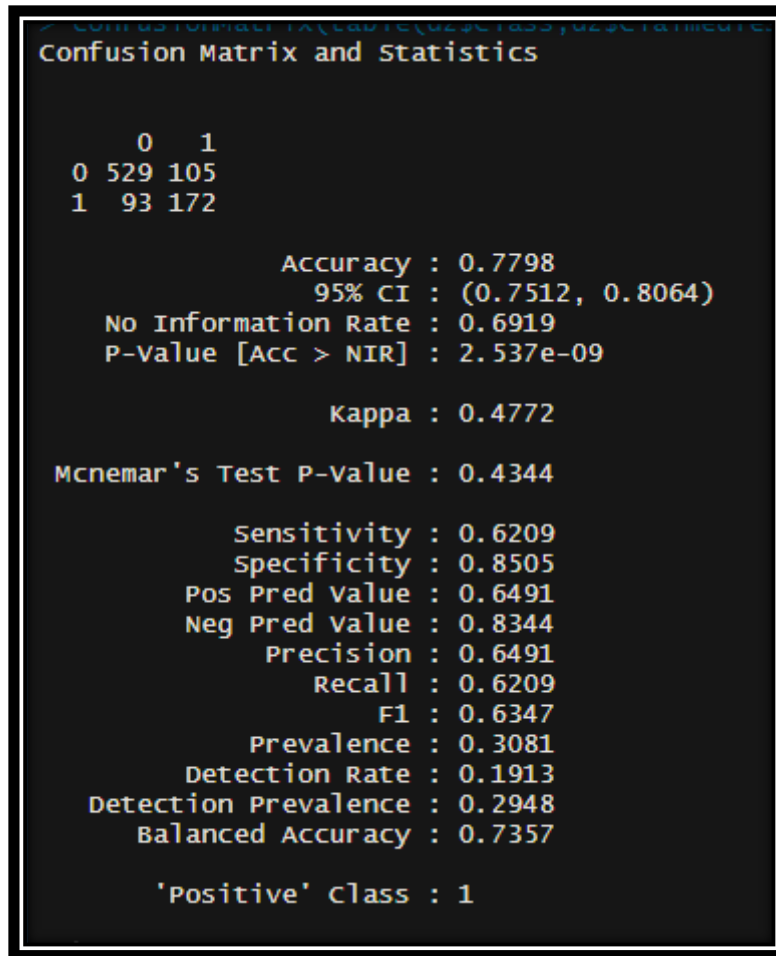 Confusion Matrix and Statistics
0 1
0 529 105
1 93 172
Accuracy : 0.7798
95% CI : (0.7512, 0.8064)
No Information Rate : 0.6919
P-Value [Acc > NIR] : 2.537e-09
Kappa : 0.4772
Mcnemar's Test P-Value : 0.4344
Sensitivity : 0.6209
Specificity : 0.8505
Pos Pred Value : 0.6491
Neg Pred Value : 0.8344
Precision : 0.6491
Recall : 0.6209
F1 : 0.6347
Prevalence : 0.3081
Detection Rate : 0.1913
Detection Prevalence : 0.2948
Balanced Accuracy : 0.7357
'Positive' Class : 1